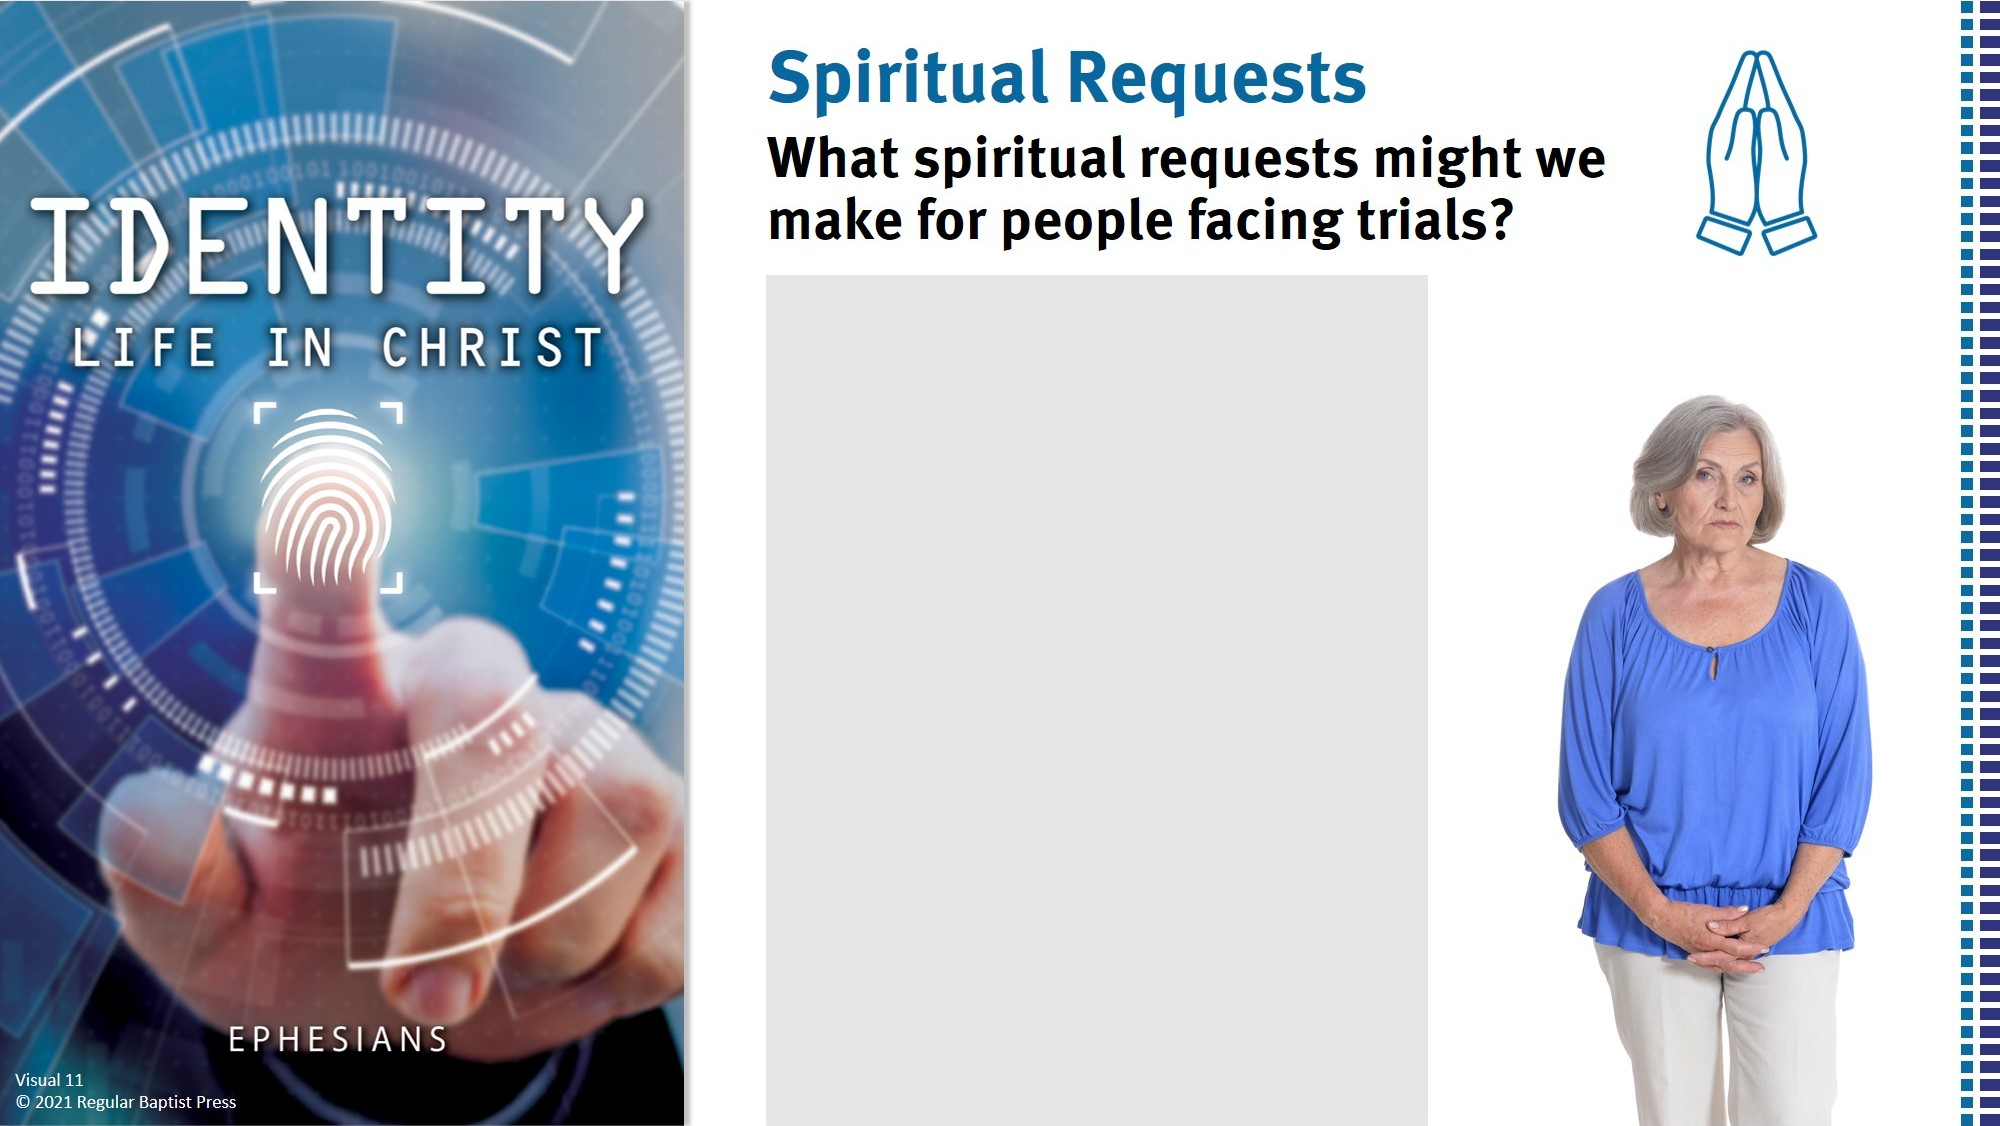 IDENTITY
LIFE IN CHRIST
EPHESIANS
Visual 11
© 2021 Regular Baptist Press
Spiritual Requests
What spiritual requests might we
make for people facing trials?